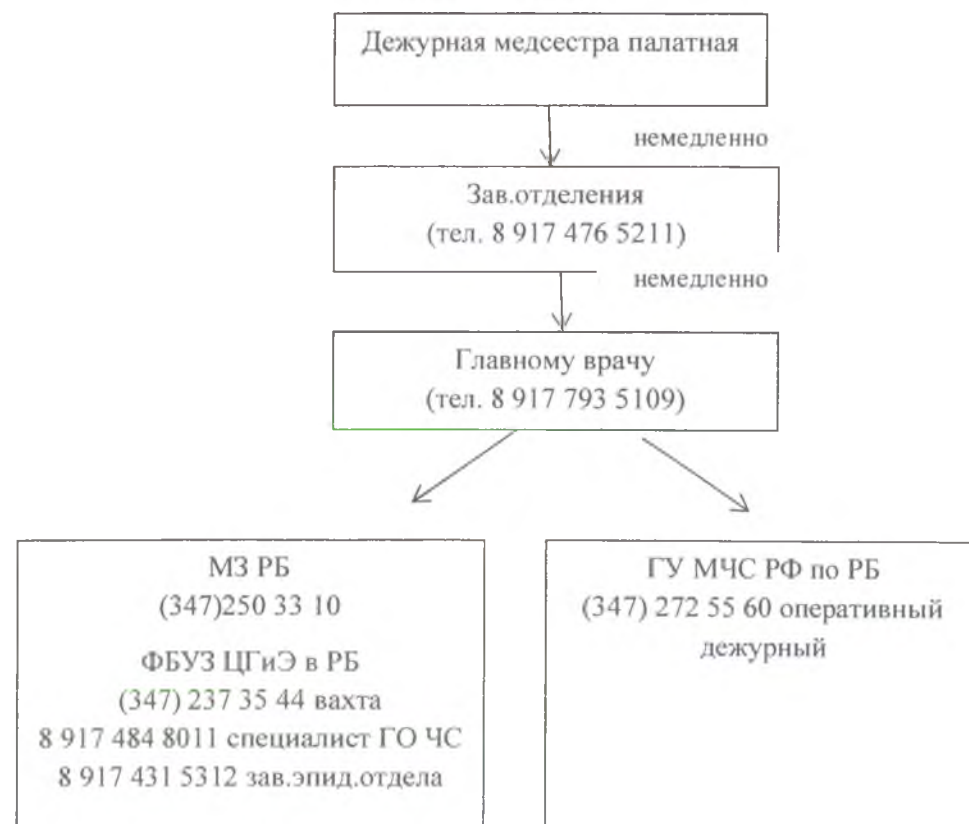 Дежурная медсестра палатная
немедленно
Зав.отделения
(тел. 8 917 476 5211)
немедленно
Главному врачу
(тел. 8 917 793 5109)
МЗ РБ
(347)250 33 10
ФБУЗ ЦГиЭ в РБ
(347) 237 35 44 вахта
8 917 484 8011 специалист ГО ЧС
8 917 431 5312 зав.эпид.отдела
ГУ МЧС РФ по РБ
(347) 272 55 60 оперативный
дежурный